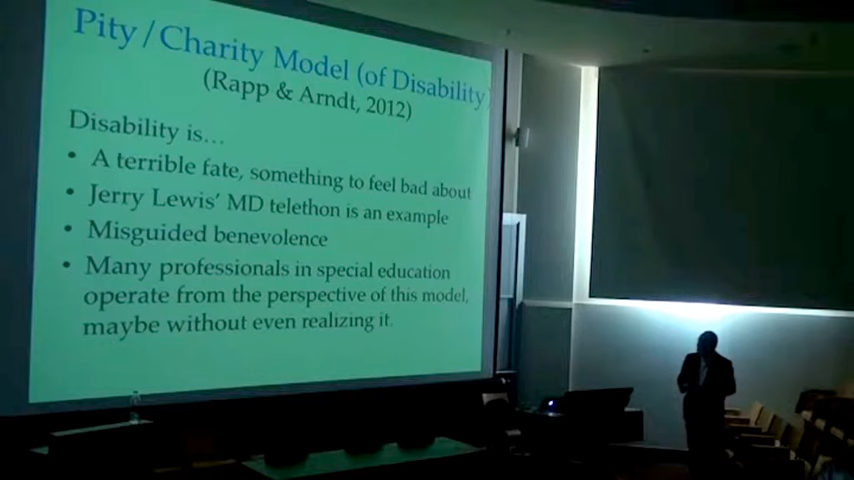 Pity/Charity Model (of Disability)
(Rapp & Arndt, 2012)
Disability is…
• A terrible fate, something to feel bad about
• Jerry Lewis' MD telethon is an example
• Misguided benevolence
• Many professionals in special education
operate from the perspective of this model,
maybe without even realizing it.